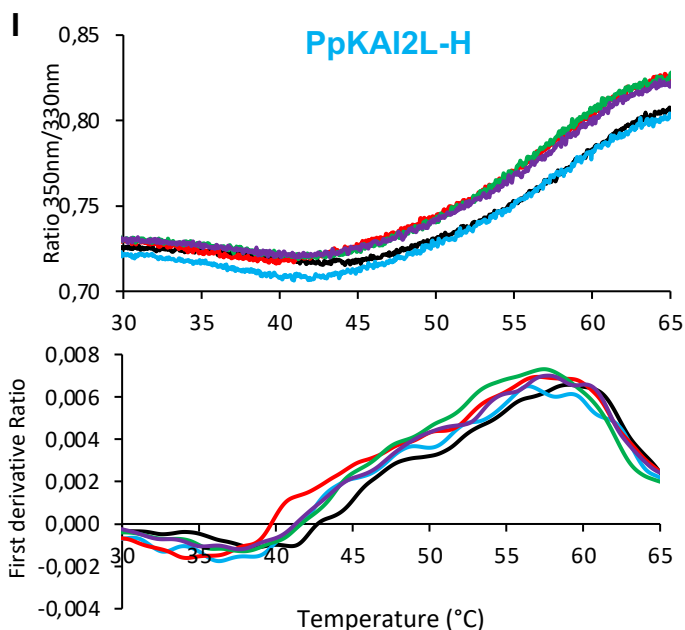 I
PpKAI2L-H
Ratio 350nm/330nm
0,85
0,80
0,75
0,70
30 35 40 45 50 55 60 65
First derivative Ratio
0,008
0,006
0,004
0,002
0,000
-0,002
-0,004
30 35 40 45 50 55 60 65
Temperature (°C)